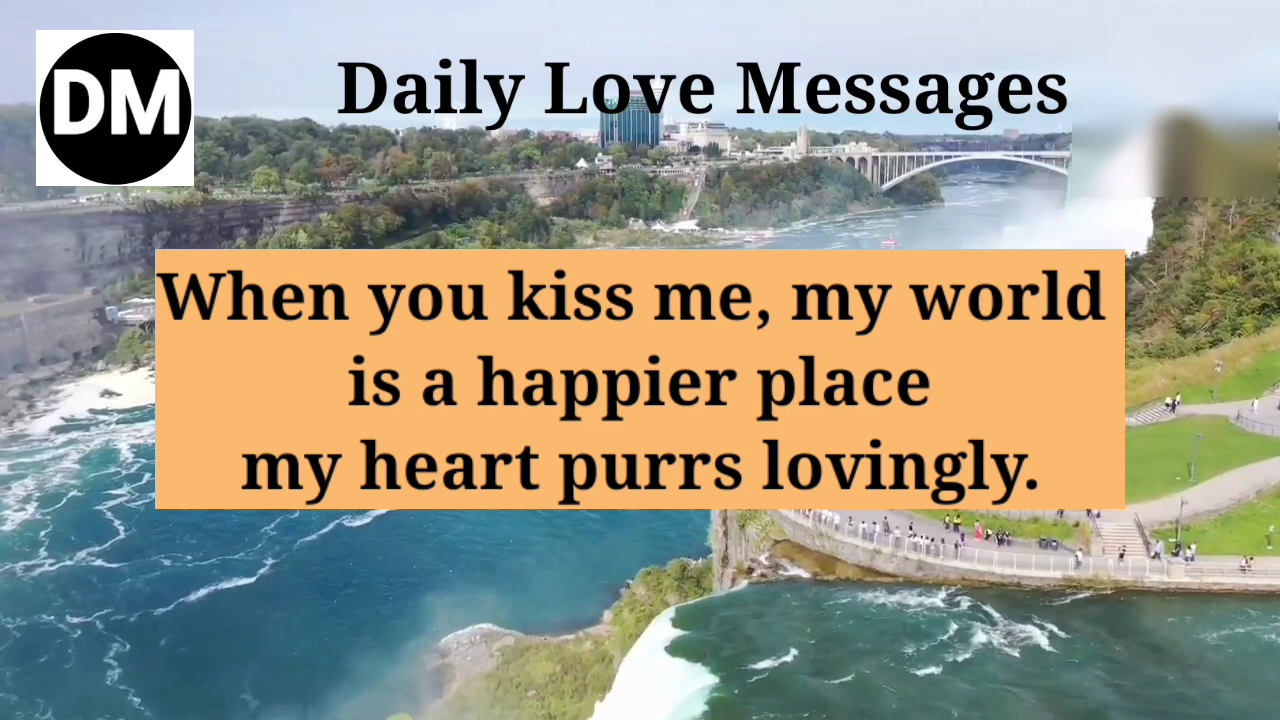 DM
Daily Love Messages
When you kiss me, my world
is a happier place
my heart purrs lovingly.